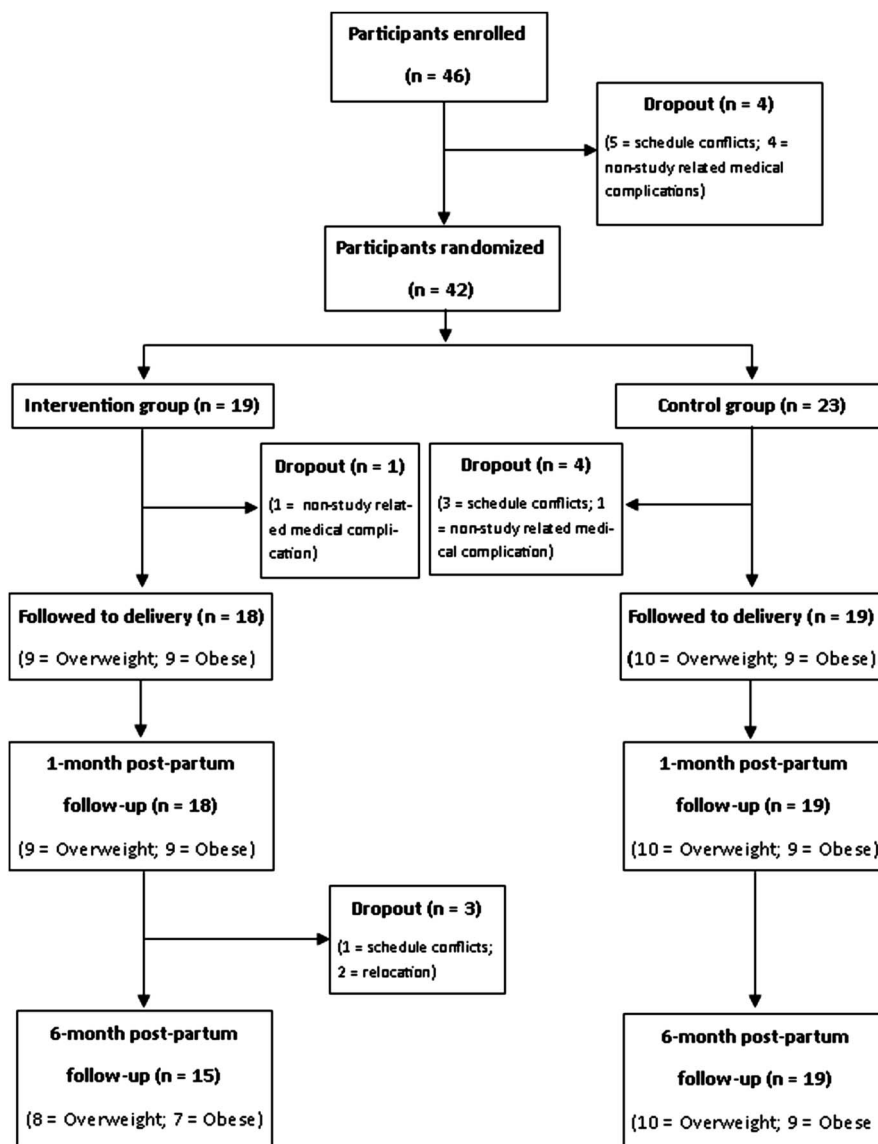 Participants enrolled
(n = 46)
Dropout (n = 4)
(5 = schedule conflicts; 4 =
non-study related medical
complications)
Participants randomized
(n = 42)
Intervention group (n = 19)
Control group (n = 23)
Dropout (n = 1)
(1 = non-study relat-
ed medical compli-
cation)
Dropout (n = 4)
(3 = schedule conflicts; 1
= non-study related medi-
cal complication)
Followed to delivery (n = 18)
(9 = Overweight; 9 = Obese)
Followed to delivery (n = 19)
(10 = Overweight; 9 = Obese)
1-month post-partum
follow-up (n = 18)
(9 = Overweight; 9 = Obese)
1-month post-partum
follow-up (n = 19)
(10 = Overweight; 9 = Obese)
Dropout (n = 3)
(1 = schedule conflicts;
2 = relocation)
6-month post-partum
follow-up (n = 15)
(8 = Overweight; 7 = Obese)
6-month post-partum
follow-up (n = 19)
(10 = Overweight; 9 = Obese